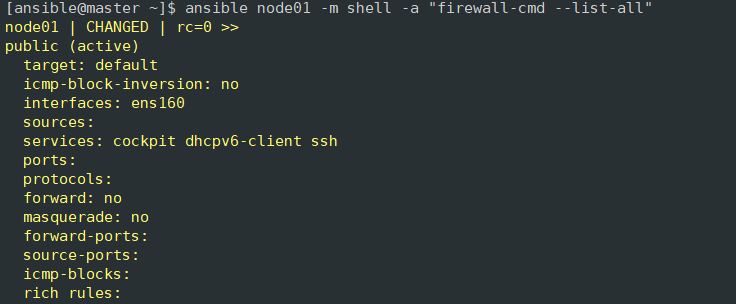 [ansible@master ~]$ ansible node01 -m shell -a "firewall-cmd --list-all"
node01 | CHANGED | rc=0 >>
public (active)
  target: default
  icmp-block-inversion: no
  interfaces: ens160
  sources:
  services: cockpit dhcpv6-client ssh
  ports:
  protocols:
  forward: no
  masquerade: no
  forward-ports:
  source-ports:
  icmp-blocks:
  rich rules: